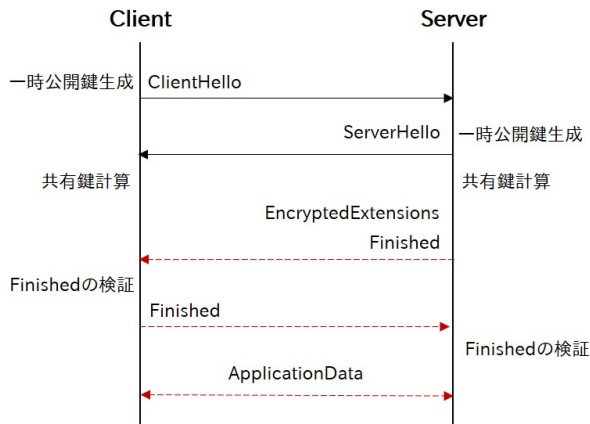 Client
Server
一時公開鍵生成
ClientHello
ServerHello
一時公開鍵生成
共有鍵計算
共有鍵計算
EncryptedExtensions
Finished
Finishedの検証
Finished
Finishedの検証
ApplicationData